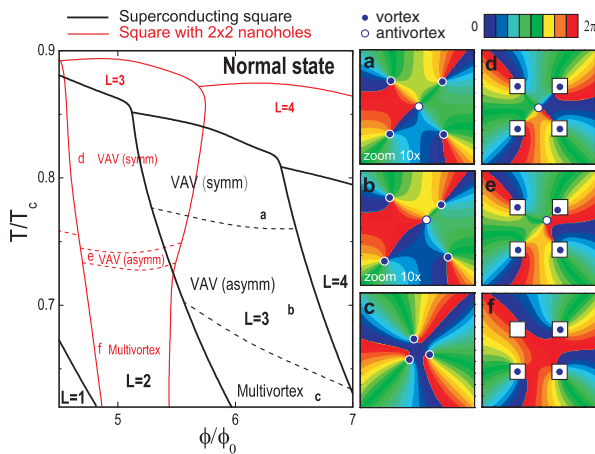 Superconducting square
Square with 2x2 nanoholes
vortex
antivortex
0 2π
0.9
0.8
0.7
T/Tc
5 6 7
ϕ/ϕ0
Normal state
L=3
L=4
d VAV (symm)
VAV (symm)
a
e VAV (asymm)
VAV (asymm)
L=4
b
L=3
f Multivortex
L=2
L=1
Multivortex
c
a
zoom 10x
d
b
zoom 10x
e
c
f